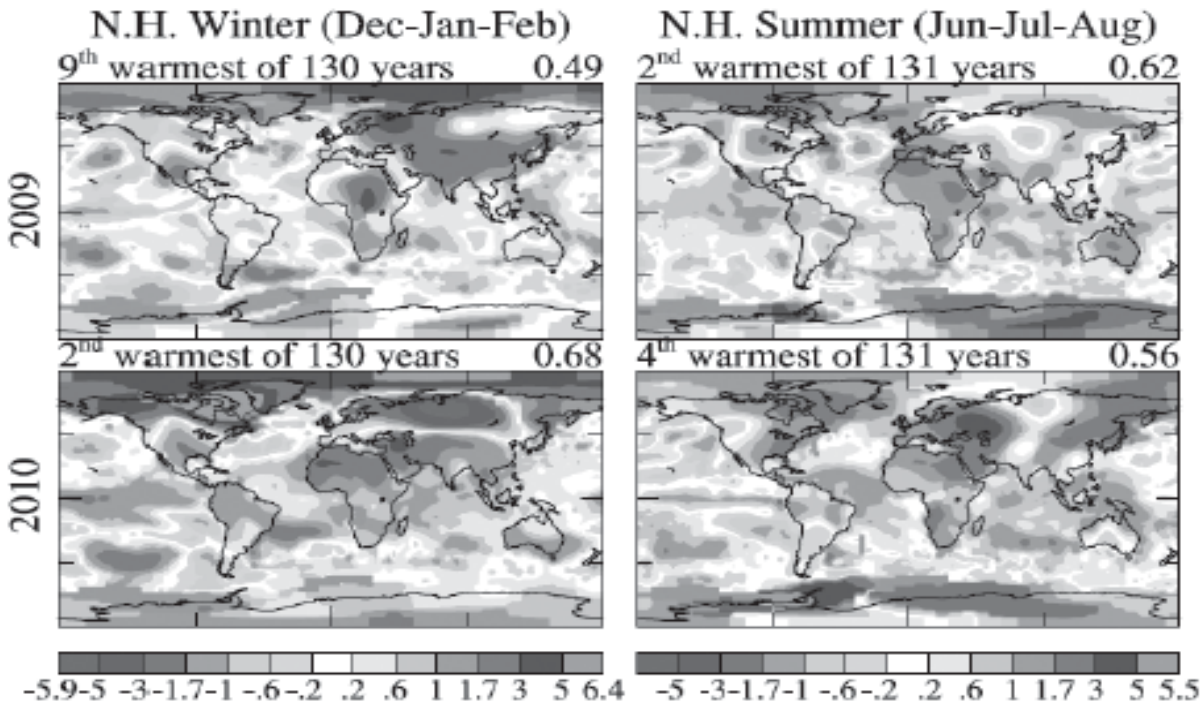 N.H. Winter (Dec-Jan-Feb) N.H. Summer (Jun-Jul-Aug)
9th warmest of 130 years 0.49 2nd warmest of 131 years 0.62
2009
2nd warmest of 130 years 0.68 4th warmest of 131 years 0.56
2010
-5.9 -5 -3 -1.7 -1 -.6 -.2 .2 .6 1 1.7 3 5 6.4 -5 -3 -1.7 -1 -.6 -.2 .2 .6 1 1.7 3 5 5.5